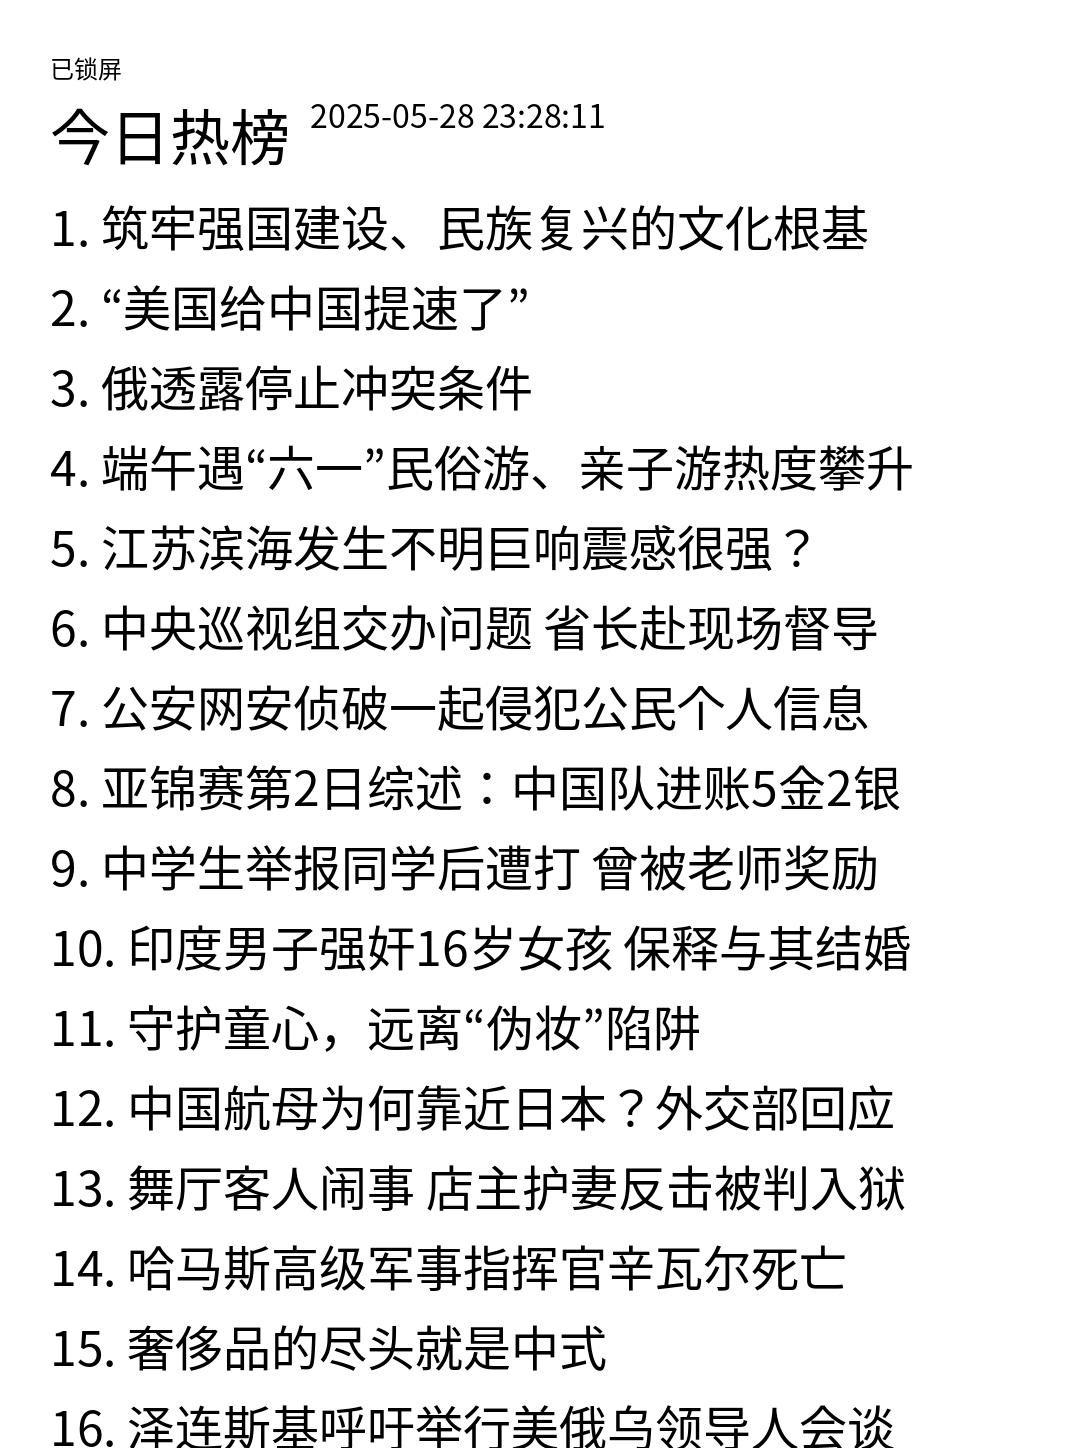 已锁屏
今日热榜 2025-05-28 23:28:11
1. 筑牢强国建设、民族复兴的文化根基
2. “美国给中国提速了”
3. 俄透露停止冲突条件
4. 端午遇“六一”民俗游、亲子游热度攀升
5. 江苏滨海发生不明巨响震感很强？
6. 中央巡视组交办问题 省长赴现场督导
7. 公安网安侦破一起侵犯公民个人信息
8. 亚锦赛第2日综述：中国队进账5金2银
9. 中学生举报同学后遭打 曾被老师奖励
10. 印度男子强奸16岁女孩 保释与其结婚
11. 守护童心，远离“伪妆”陷阱
12. 中国航母为何靠近日本？外交部回应
13. 舞厅客人闹事 店主护妻反击被判入狱
14. 哈马斯高级军事指挥官辛瓦尔死亡
15. 奢侈品的尽头就是中式
16. 泽连斯基呼吁举行美俄乌领导人会谈